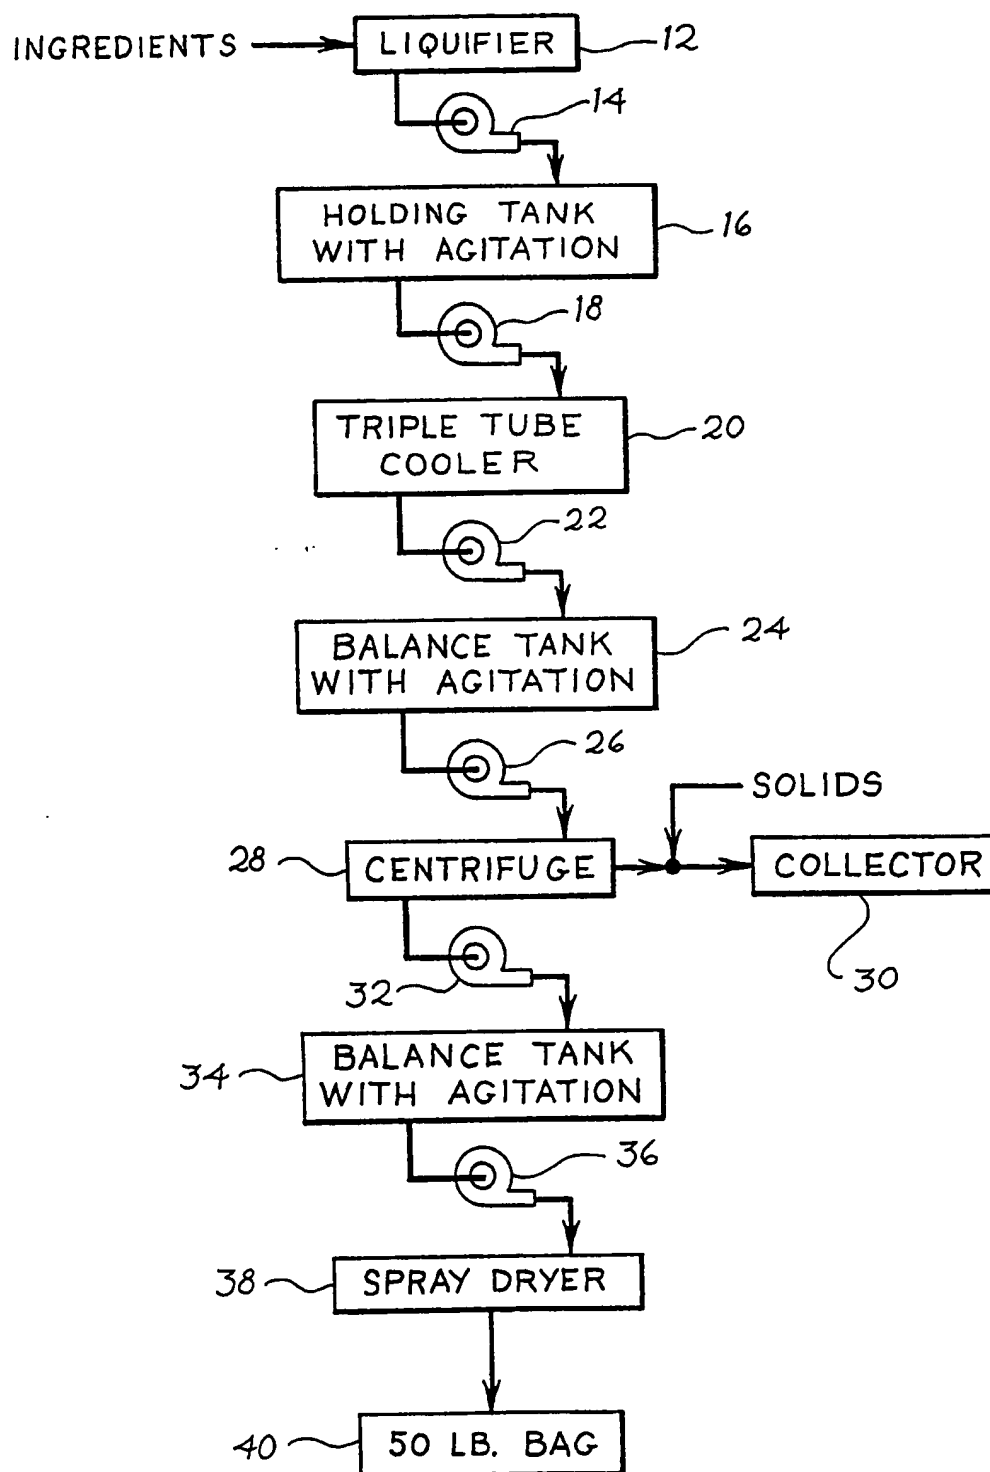 INGREDIENTS
LIQUIFIER
12
14
HOLDING TANK
WITH AGITATION
16
18
TRIPLE TUBE
COOLER
20
22
BALANCE TANK
WITH AGITATION
24
26
SOLIDS
28
CENTRIFUGE
COLLECTOR
30
32
34
BALANCE TANK
WITH AGITATION
36
38
SPRAY DRYER
40
50 LB. BAG